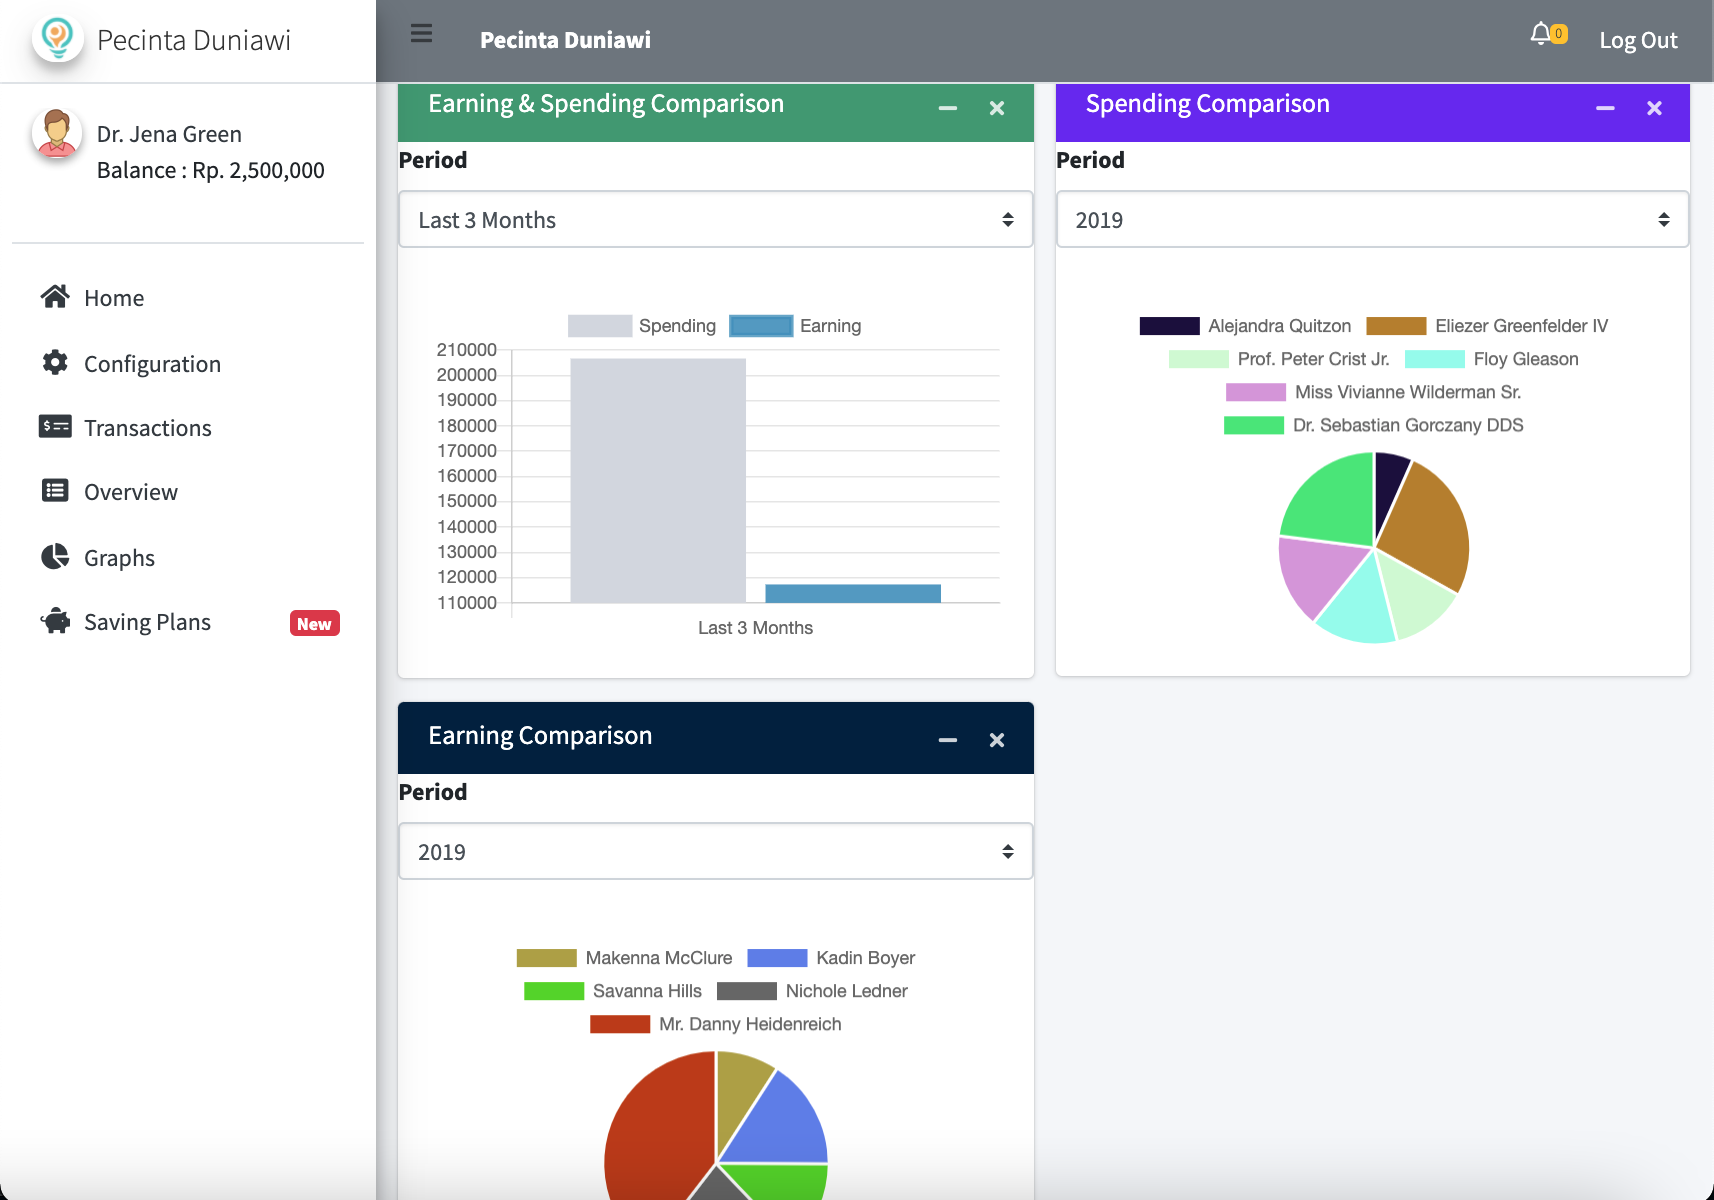 Pecinta Duniawi
Dr. Jena Green
Balance : Rp. 2,500,000
Home
Configuration
Transactions
Overview
Graphs
Saving Plans New
Pecinta Duniawi
0
Log Out
Earning & Spending Comparison
Period
Last 3 Months
Spending Earning
210000
200000
190000
180000
170000
160000
150000
140000
130000
120000
110000
Last 3 Months
Spending Comparison
Period
2019
Alejandra Quitzon Eliezer Greenfelder IV
Prof. Peter Crist Jr. Floy Gleason
Miss Vivianne Wilderman Sr.
Dr. Sebastian Gorczany DDS
Earning Comparison
Period
2019
Makenna McClure Kadin Boyer
Savanna Hills Nichole Ledner
Mr. Danny Heidenreich